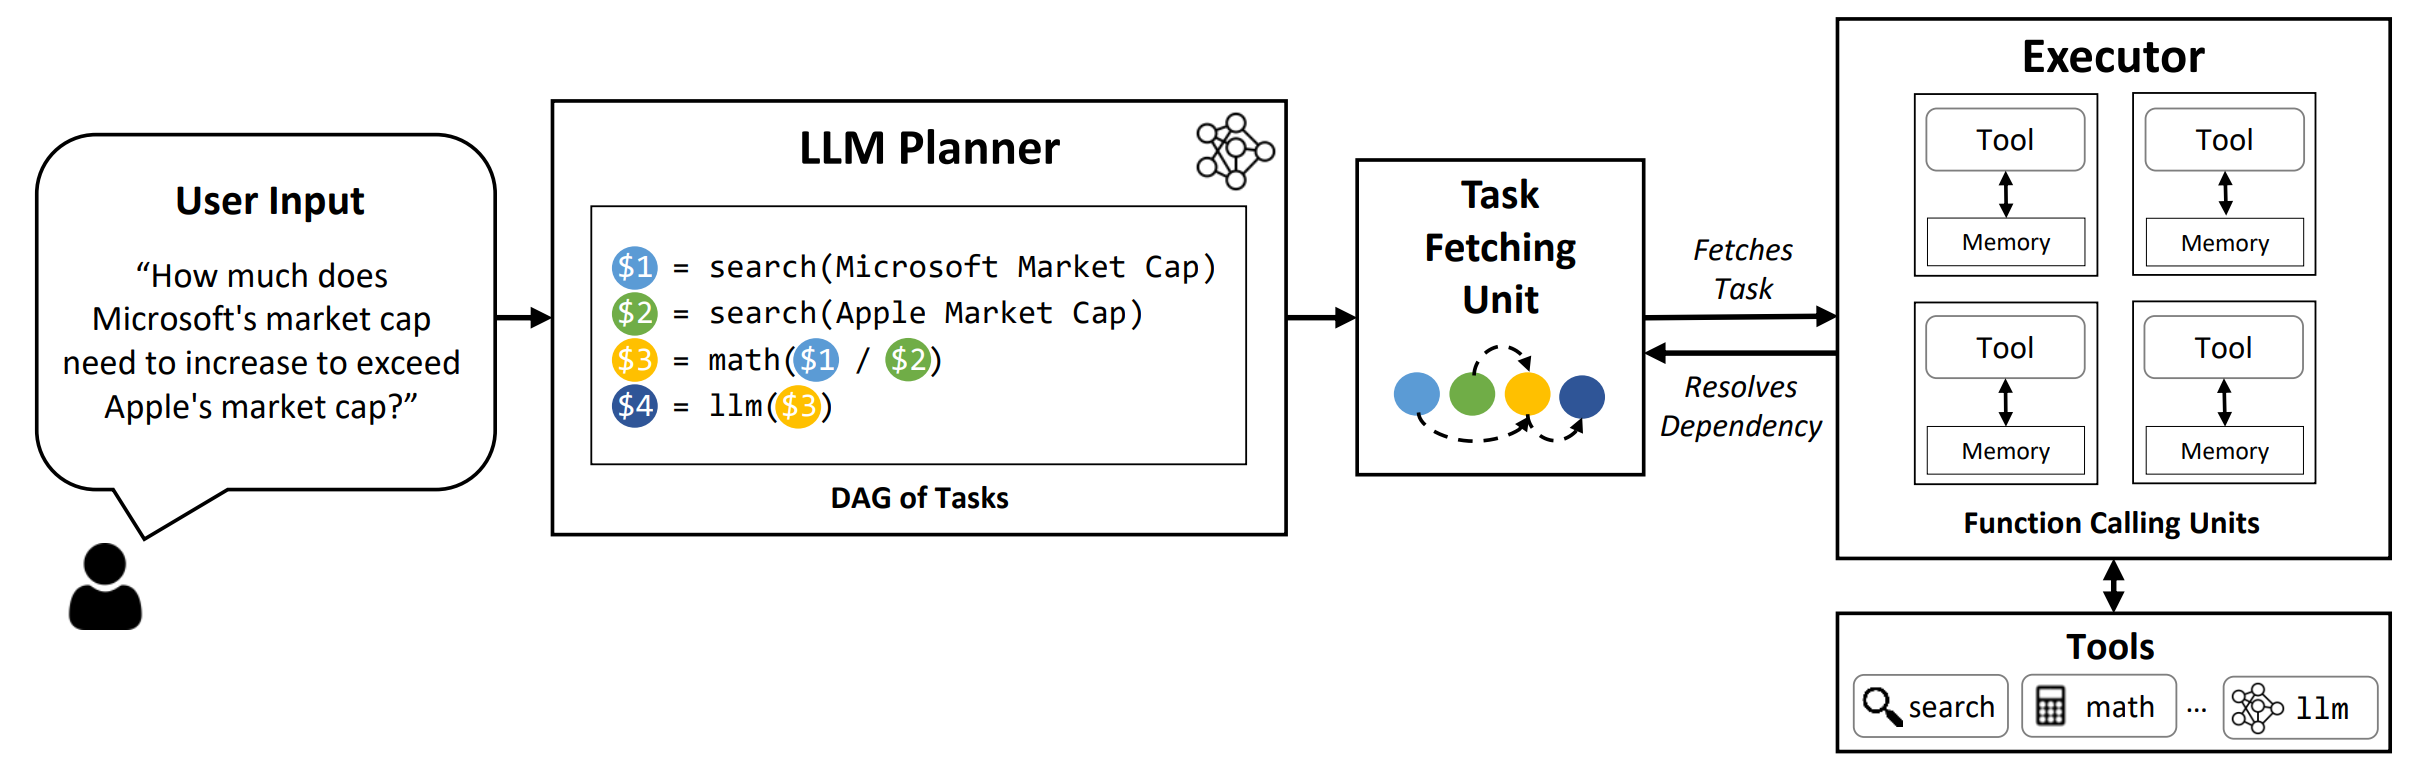 User Input
“How much does
Microsoft's market cap
need to increase to exceed
Apple's market cap?”
LLM Planner
$1 = search(Microsoft Market Cap)
$2 = search(Apple Market Cap)
$3 = math($1 / $2)
$4 = llm($3)
DAG of Tasks
Task
Fetching
Unit
Fetches
Task
Resolves
Dependency
Executor
Tool
Memory
Tool
Memory
Tool
Memory
Tool
Memory
Function Calling Units
Tools
search
math
...
llm